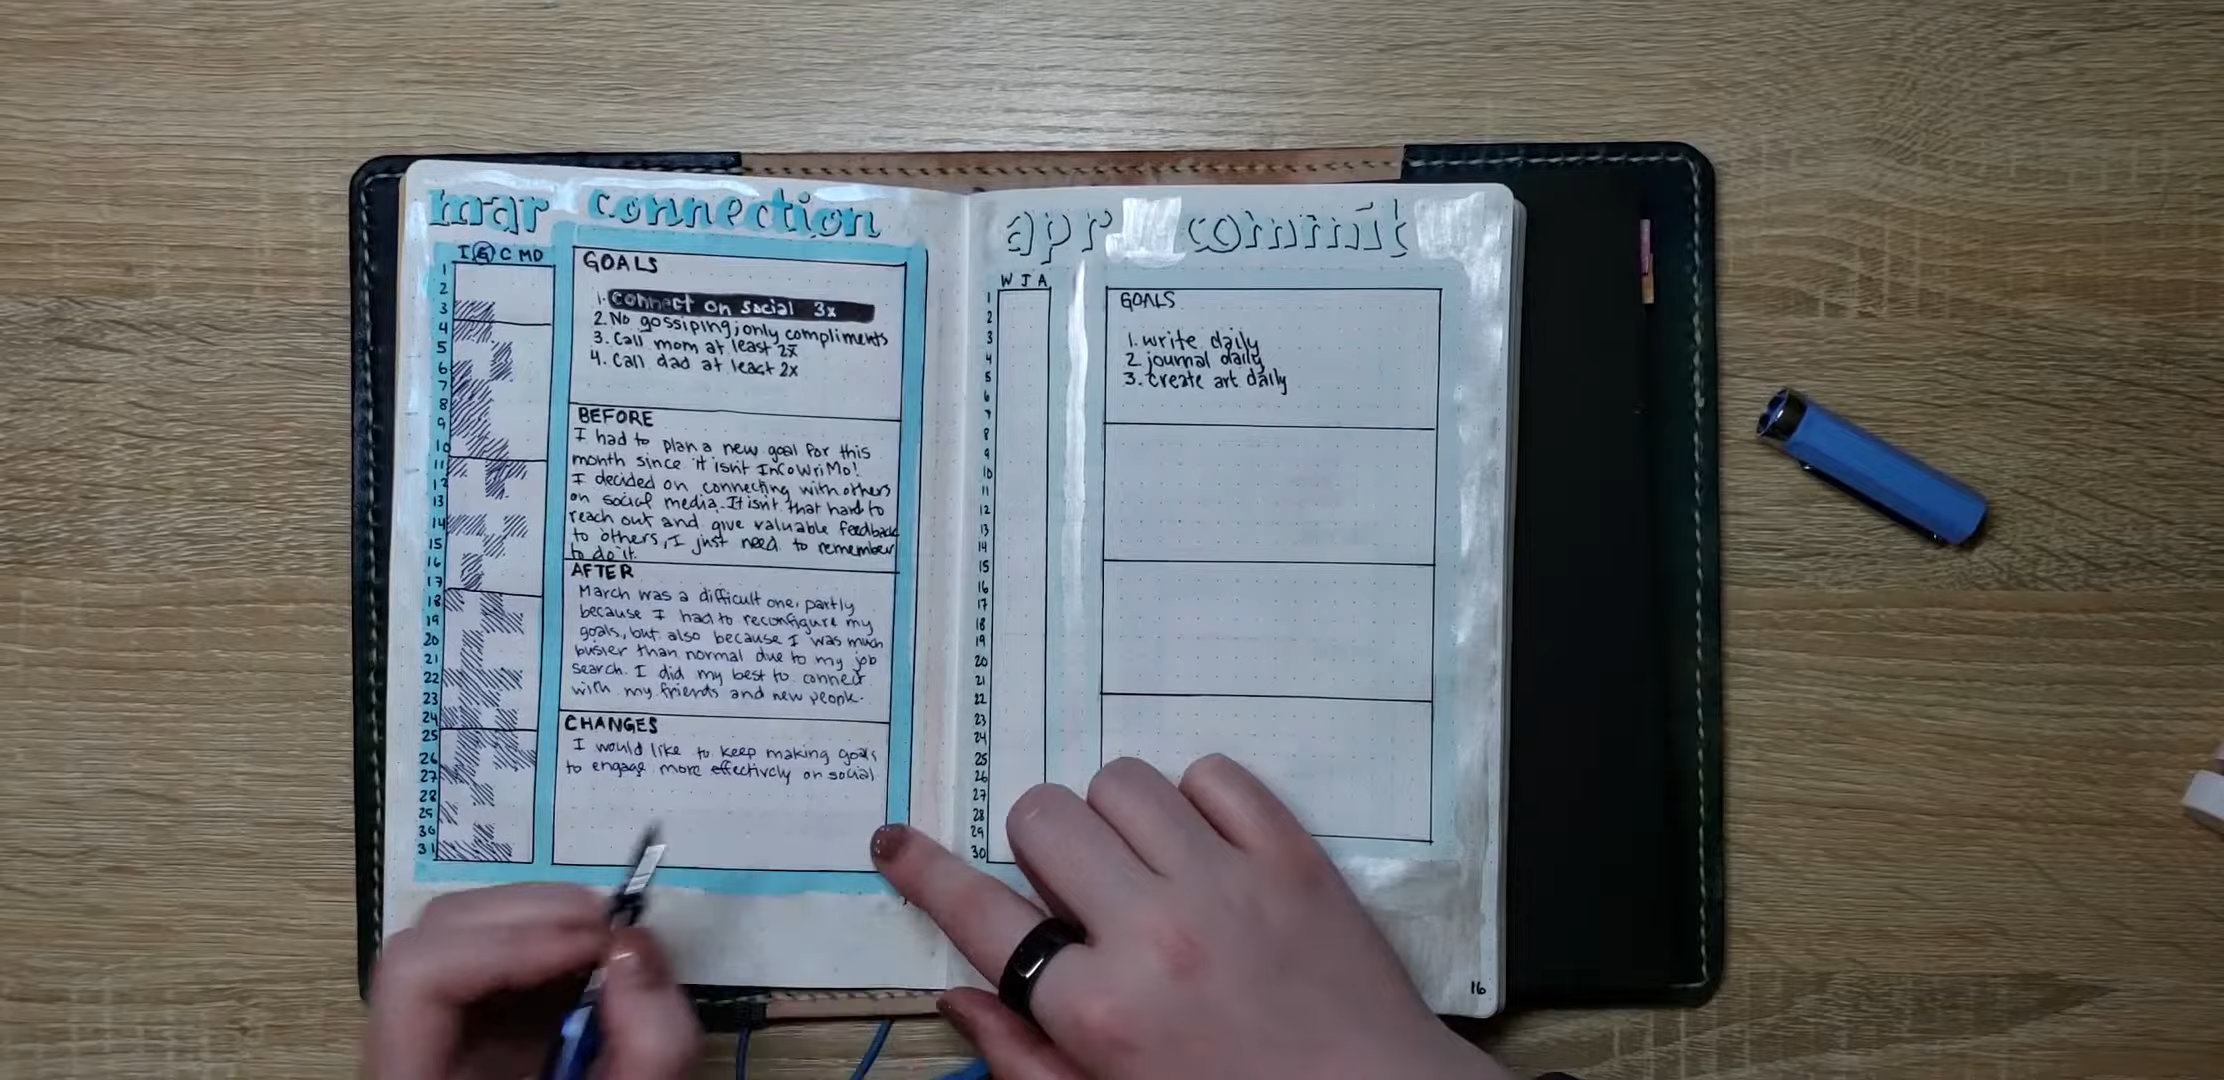 mar connection
I G C M D
1
2
3
4
5
6
7
8
9
10
11
12
13
14
15
16
17
18
19
20
21
22
23
24
25
26
27
28
29
30
31
GOALS
1. Connect on social 3x
2. No gossiping; only compliments
3. Call mom at least 2x
4. Call dad at least 2x
BEFORE
I had to plan a new goal for this
month since it isn't InCoWriMo!
I decided on connecting with others
on social media. It isn't that hard to
reach out and give valuable feedback
to others, I just need to remember
to do it.
AFTER
March was a difficult one, partly
because I had to reconfigure my
goals, but also because I was much
busier than normal due to my job
search. I did my best to connect
with my friends and new people.
CHANGES
I would like to keep making goals
to engage more effectively on social
apr commit
W J A
1
2
3
4
5
6
7
8
9
10
11
12
13
14
15
16
17
18
19
20
21
22
23
24
25
26
27
28
29
30
GOALS
1. write daily
2. journal daily
3. create art daily
16